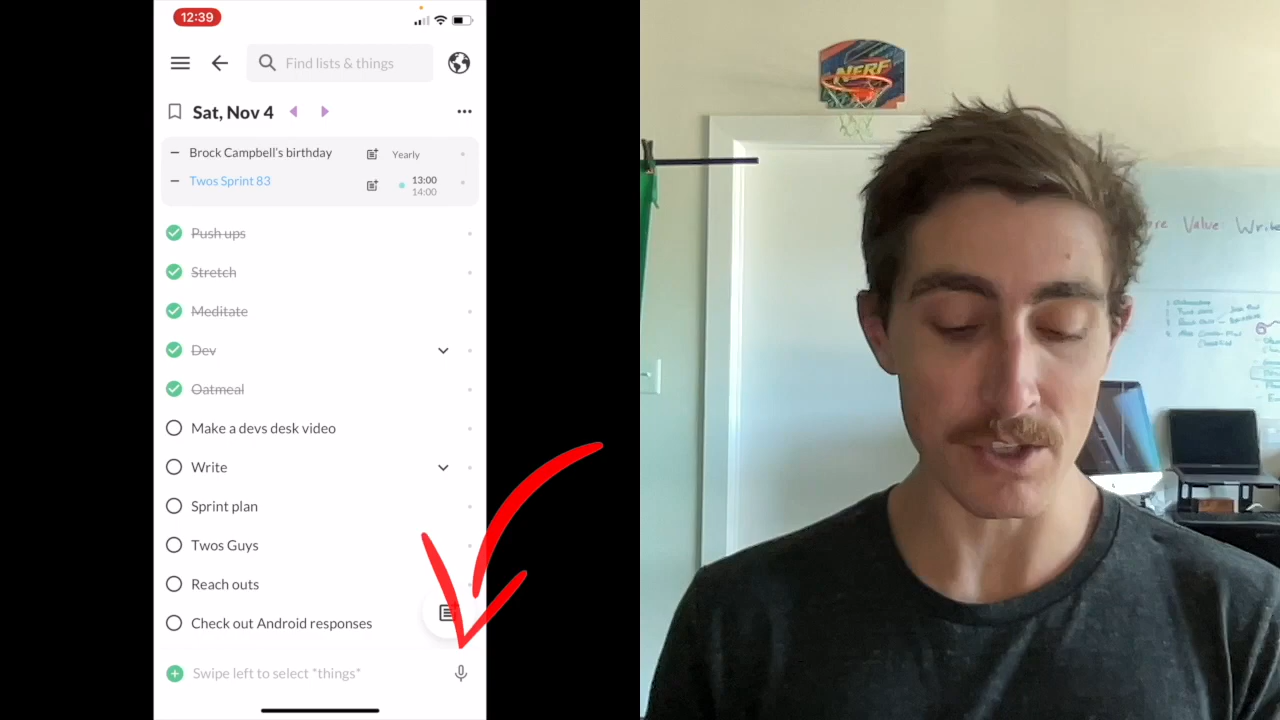 12:39
Find lists & things
Sat, Nov 4
Brock Campbell's birthday
Yearly
Twos Sprint 83
13:00
14:00
Push ups
Stretch
Meditate
Dev
Oatmeal
Make a devs desk video
Write
Sprint plan
Twos Guys
Reach outs
Check out Android responses
Swipe left to select *things*
NERF
Value: Write